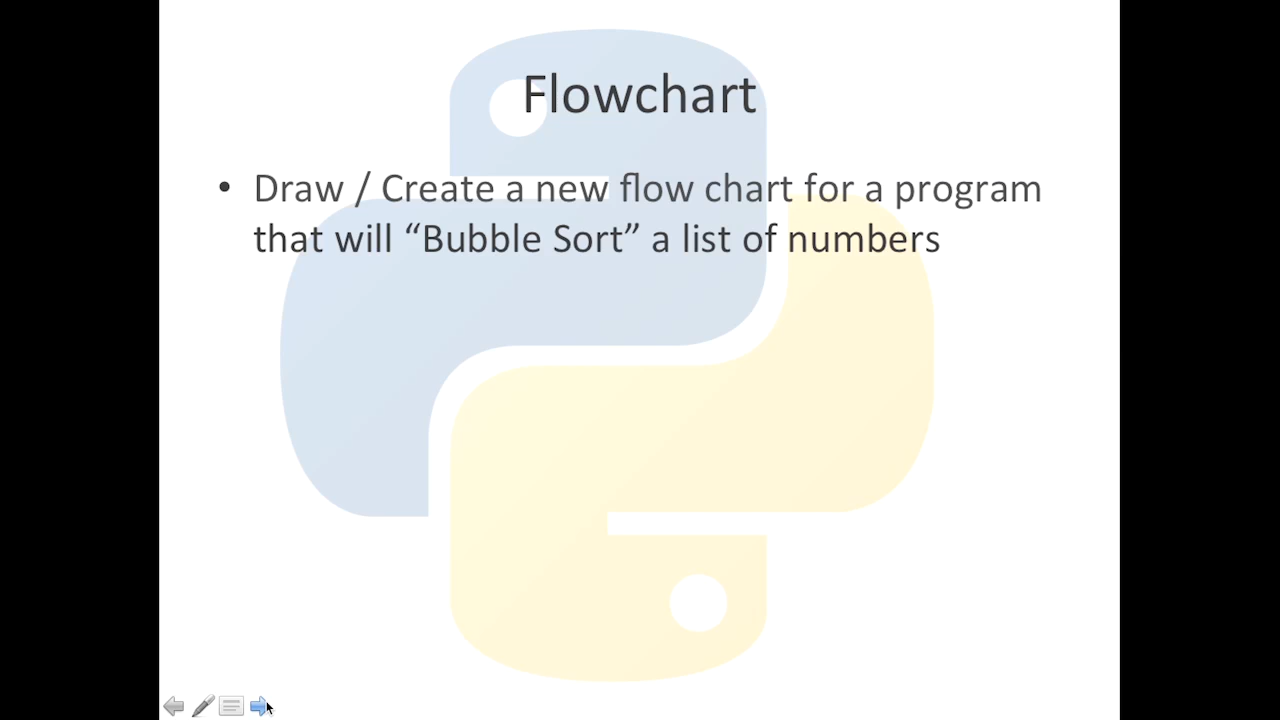 Flowchart
• Draw / Create a new flow chart for a program
that will “Bubble Sort” a list of numbers